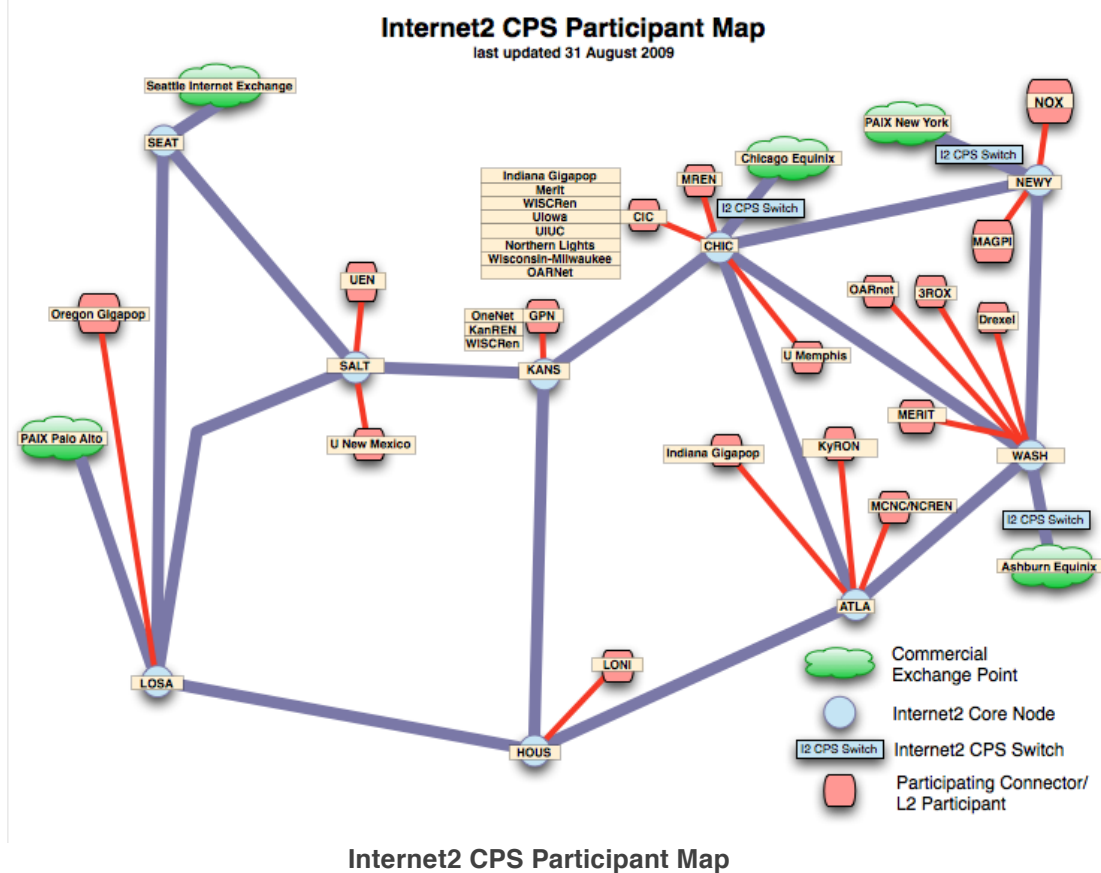 Internet2 CPS Participant Map
last updated 31 August 2009
Seattle Internet Exchange
SEAT
PAIX New York
NOX
I2 CPS Switch
Chicago Equinix
NEWY
Indiana Gigapop
Merit
WISCRen
UIowa
UIUC
Northern Lights
Wisconsin-Milwaukee
OARNet
MREN
CIC
I2 CPS Switch
CHIC
MAGPI
UEN
Oregon Gigapop
OneNet
KanREN
WISCRen
GPN
OARnet
3ROX
Drexel
U Memphis
SALT
KANS
MERIT
PAIX Palo Alto
U New Mexico
Indiana Gigapop
KyRON
WASH
MCNC/NCREN
I2 CPS Switch
Ashburn Equinix
ATLA
LOSA
LONI
HOUS
Commercial
Exchange Point
Internet2 Core Node
I2 CPS Switch
Internet2 CPS Switch
Participating Connector/
L2 Participant
Internet2 CPS Participant Map